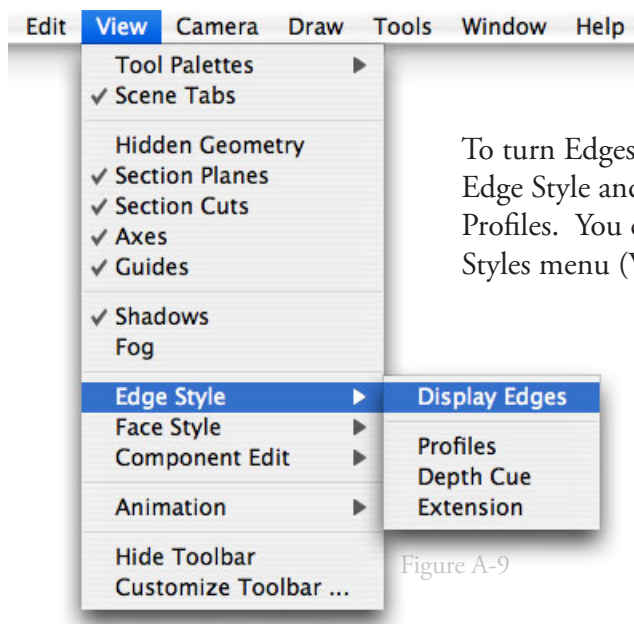 Edit View Camera Draw Tools Window Help
Tool Palettes
✓ Scene Tabs
Hidden Geometry
✓ Section Planes
✓ Section Cuts
✓ Axes
✓ Guides
✓ Shadows
Fog
Edge Style
Face Style
Component Edit
Animation
Hide Toolbar
Customize Toolbar ...
Display Edges
Profiles
Depth Cue
Extension
To turn Edges
Edge Style and
Profiles. You
Styles menu (
Figure A-9